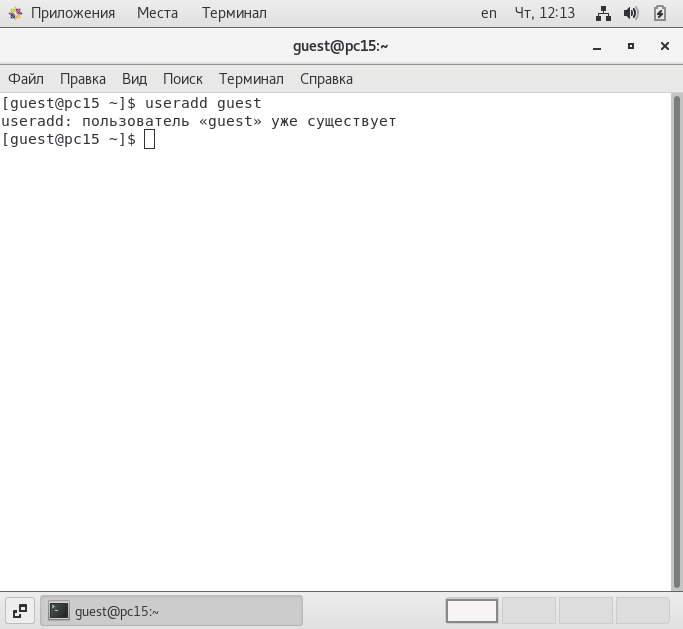 Приложения Места Терминал en Чт, 12:13
guest@pc15:~
Файл Правка Вид Поиск Терминал Справка
[guest@pc15 ~]$ useradd guest
useradd: пользователь «guest» уже существует
[guest@pc15 ~]$
guest@pc15:~